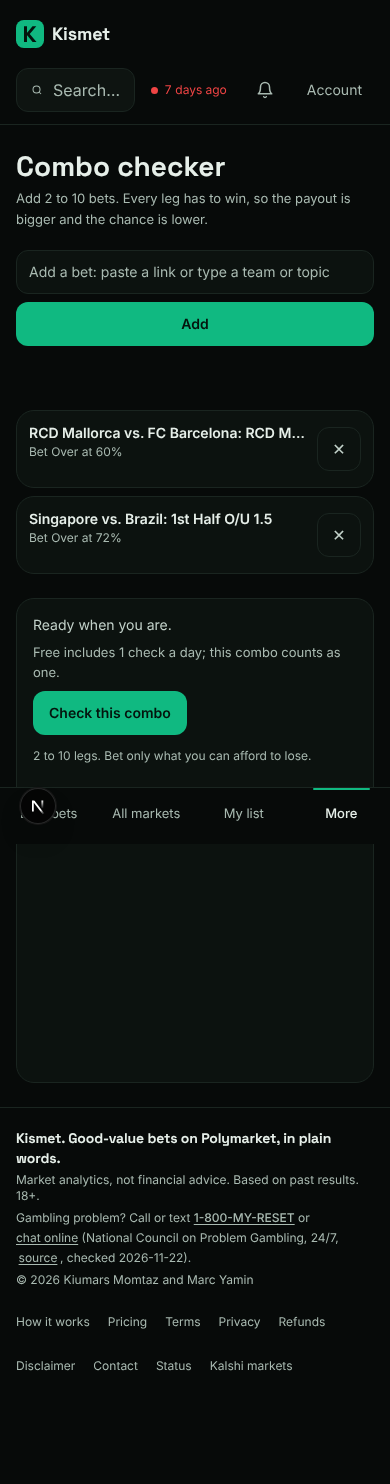 K Kismet
Search...
7 days ago
Account
Combo checker
Add 2 to 10 bets. Every leg has to win, so the payout is
bigger and the chance is lower.
Add a bet: paste a link or type a team or topic
Add
RCD Mallorca vs. FC Barcelona: RCD M...
Bet Over at 60%
Singapore vs. Brazil: 1st Half O/U 1.5
Bet Over at 72%
Ready when you are.
Free includes 1 check a day; this combo counts as
one.
Check this combo
2 to 10 legs. Bet only what you can afford to lose.
N
bets
All markets
My list
More
Kismet. Good-value bets on Polymarket, in plain
words.
Market analytics, not financial advice. Based on past results.
18+.
Gambling problem? Call or text 1-800-MY-RESET or
chat online (National Council on Problem Gambling, 24/7,
source , checked 2026-11-22).
© 2026 Kiumars Momtaz and Marc Yamin
How it works Pricing Terms Privacy Refunds
Disclaimer Contact Status Kalshi markets